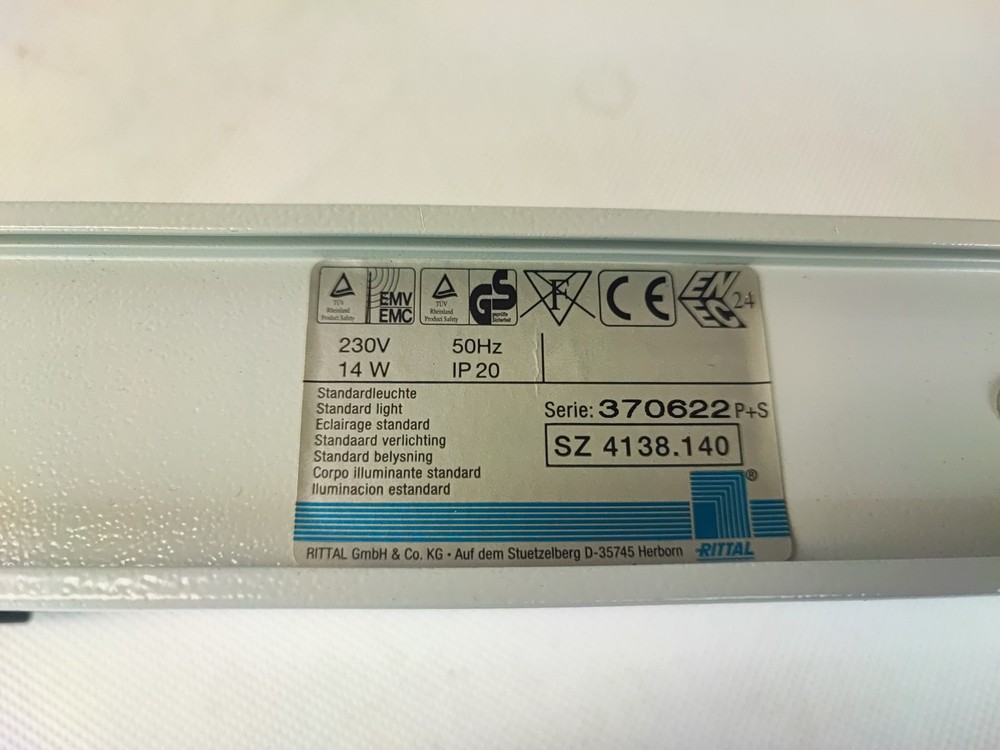 TÜV
Rheinland
Product Safety
EMV
EMC
TÜV
Rheinland
Product Safety
GS
geprüfte
Sicherheit
F
CE
EN
EC
24
230V 50Hz
14 W IP 20
Standardleuchte
Standard light
Eclairage standard
Standaard verlichting
Standard belysning
Corpo illuminante standard
Iluminacion estandard
Serie: 370622 P+S
SZ 4138.140
®
RITTAL
RITTAL GmbH & Co. KG • Auf dem Stuetzelberg D-35745 Herborn